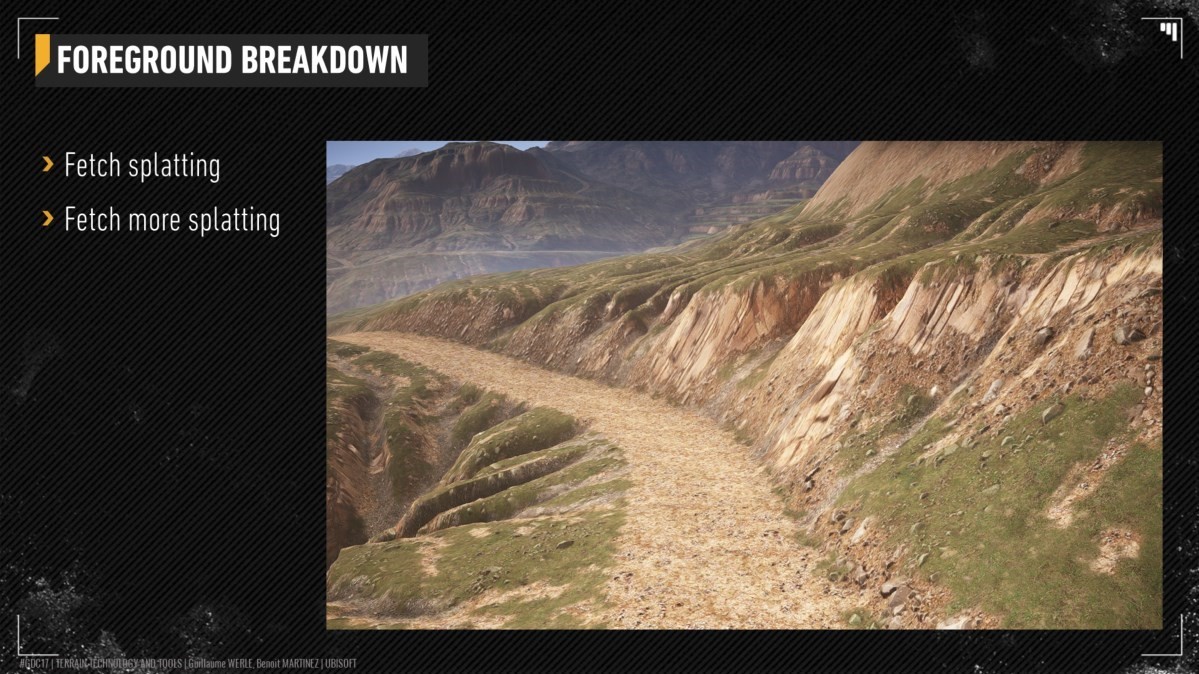 FOREGROUND BREAKDOWN
Fetch splatting
Fetch more splatting
#GDC17 | TERRAIN TECHNOLOGY AND TOOLS | Guillaume WERLE, Benoit MARTINEZ | UBISOFT